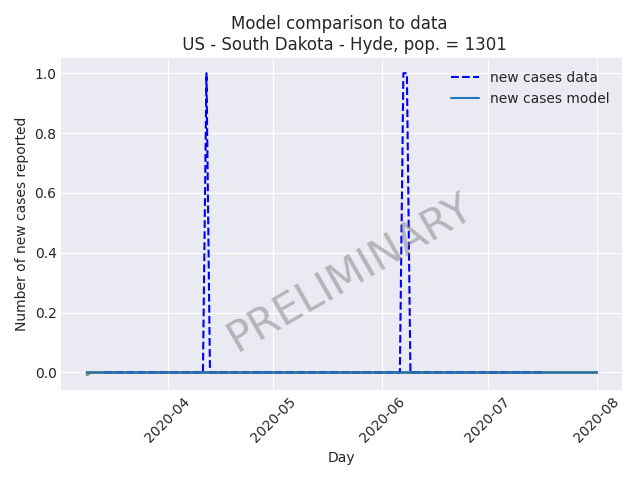 Model comparison to data
US - South Dakota - Hyde, pop. = 1301
new cases data
new cases model
Number of new cases reported
1.0
0.8
0.6
0.4
0.2
0.0
PRELIMINARY
2020-04
2020-05
2020-06
2020-07
2020-08
Day